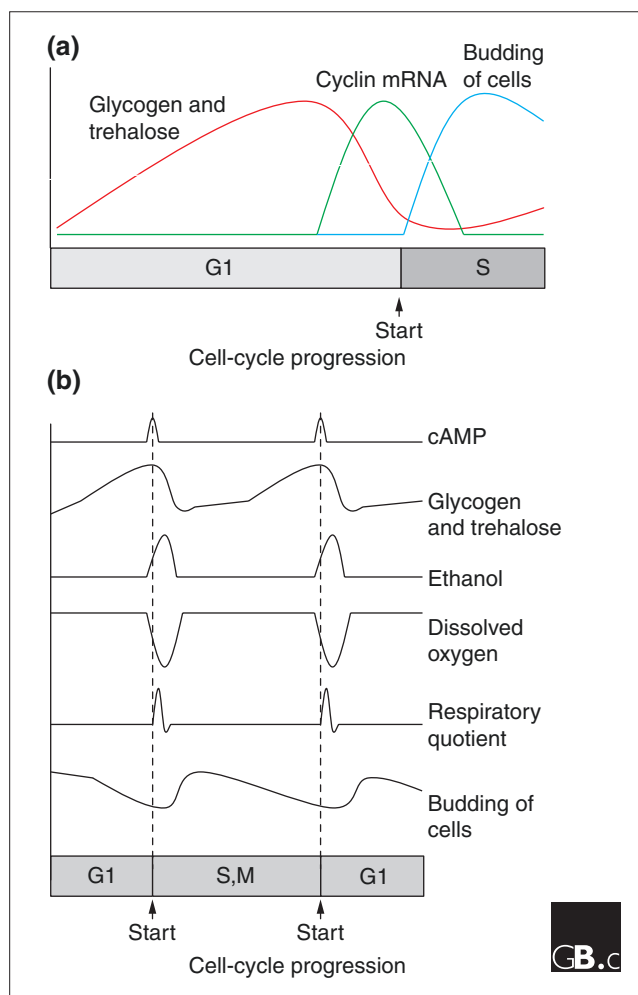 (a)
Glycogen and
trehalose
Cyclin mRNA
Budding
of cells
G1
S
Start
Cell-cycle progression
(b)
cAMP
Glycogen
and trehalose
Ethanol
Dissolved
oxygen
Respiratory
quotient
Budding of
cells
G1
S,M
G1
Start
Start
Cell-cycle progression
GB.c